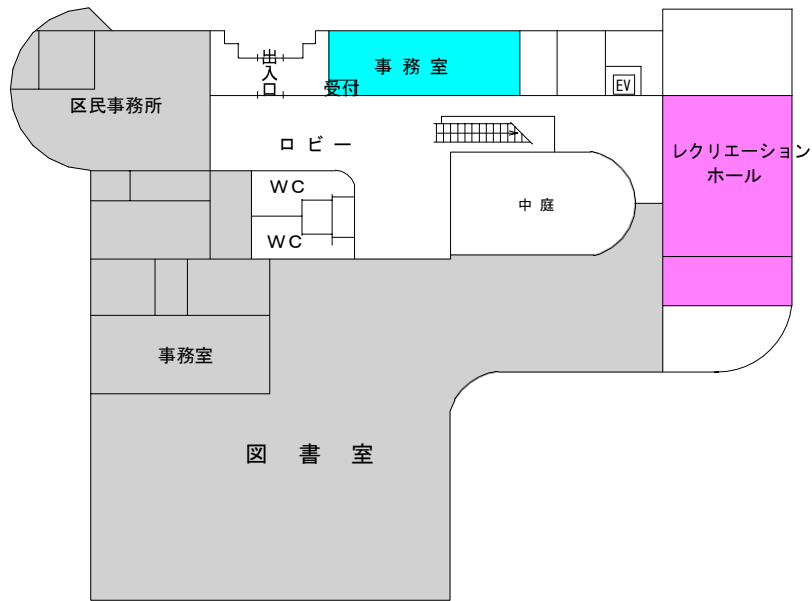 出入口
事務室
受付
EV
区民事務所
ロビー
レクリエーション
ホール
WC
中庭
WC
事務室
図書室